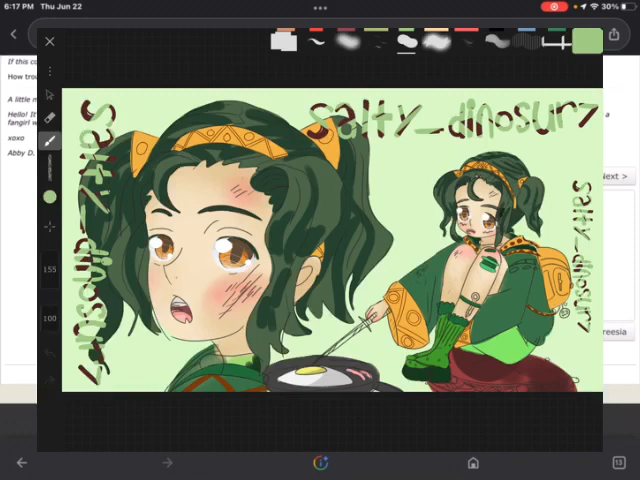 6:17 PM Thu Jun 22
30%
If this co
How trou
A little m
Hello! It'
fangirl w
xoxo
Abby D.
a
Next >
reesia
salty_dinosur7
salty_dinosur7
salty_dinosur7
155
100
13